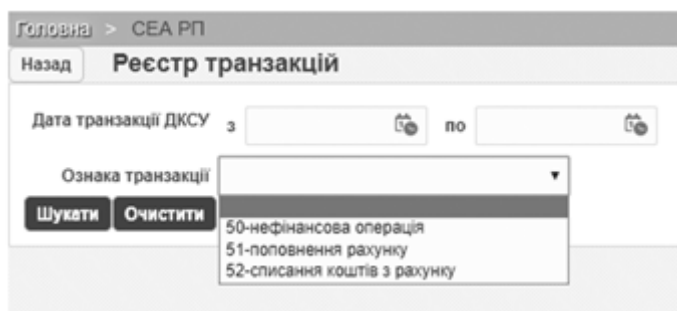 Головна > СЕА РП
Назад Реєстр транзакцій
Дата транзакції ДКСУ з по
Ознака транзакції
Шукати Очистити
50-нефінансова операція
51-поповнення рахунку
52-списання коштів з рахунку